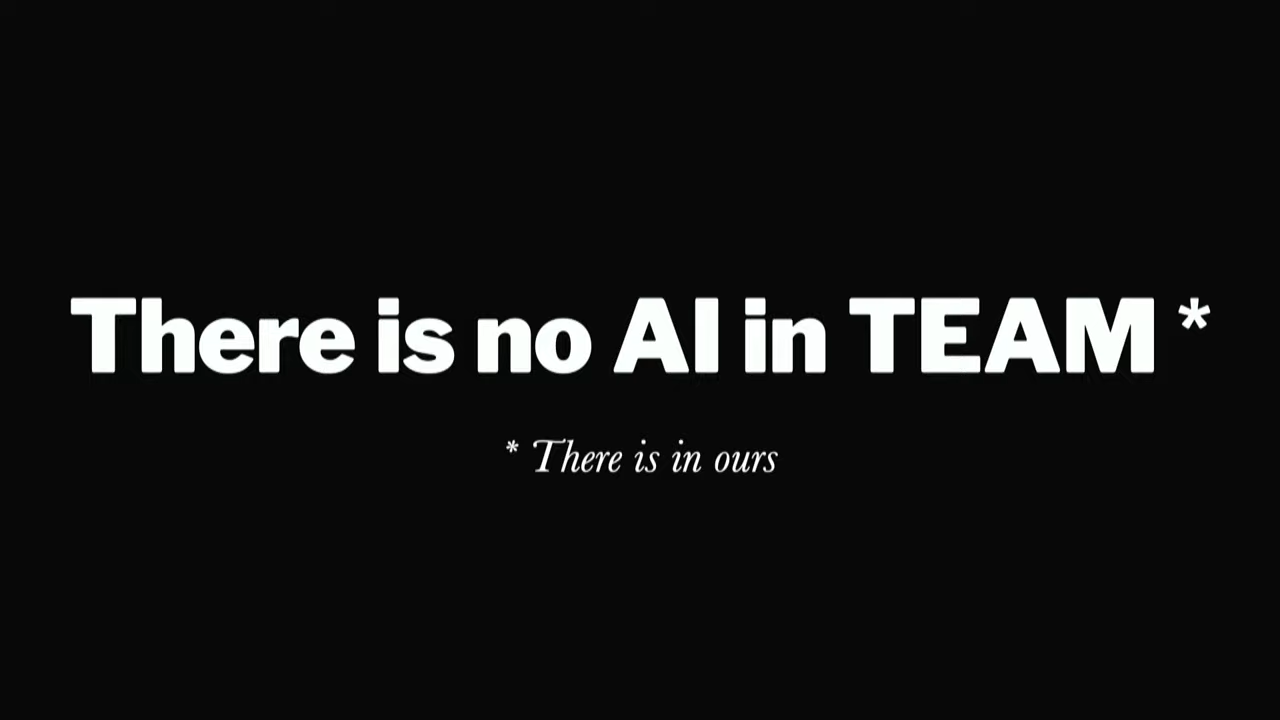 There is no AI in TEAM *
* There is in ours